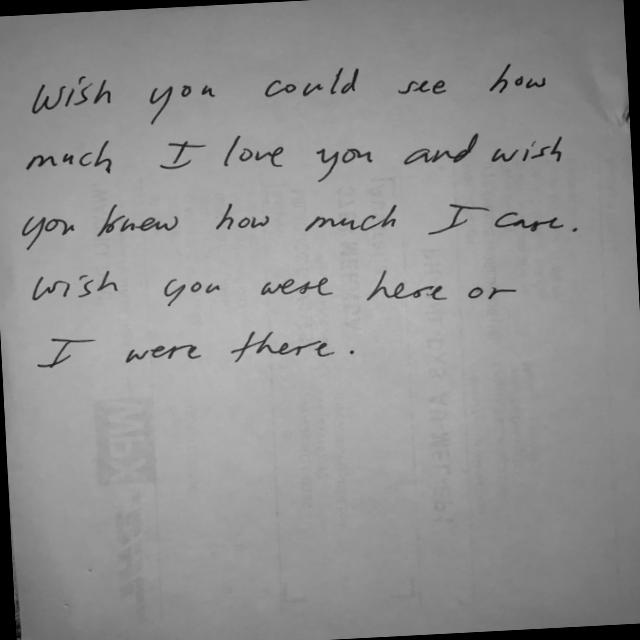 Wish you could see how
much I love you and wish
you knew how much I care.
Wish you were here or
I were there.